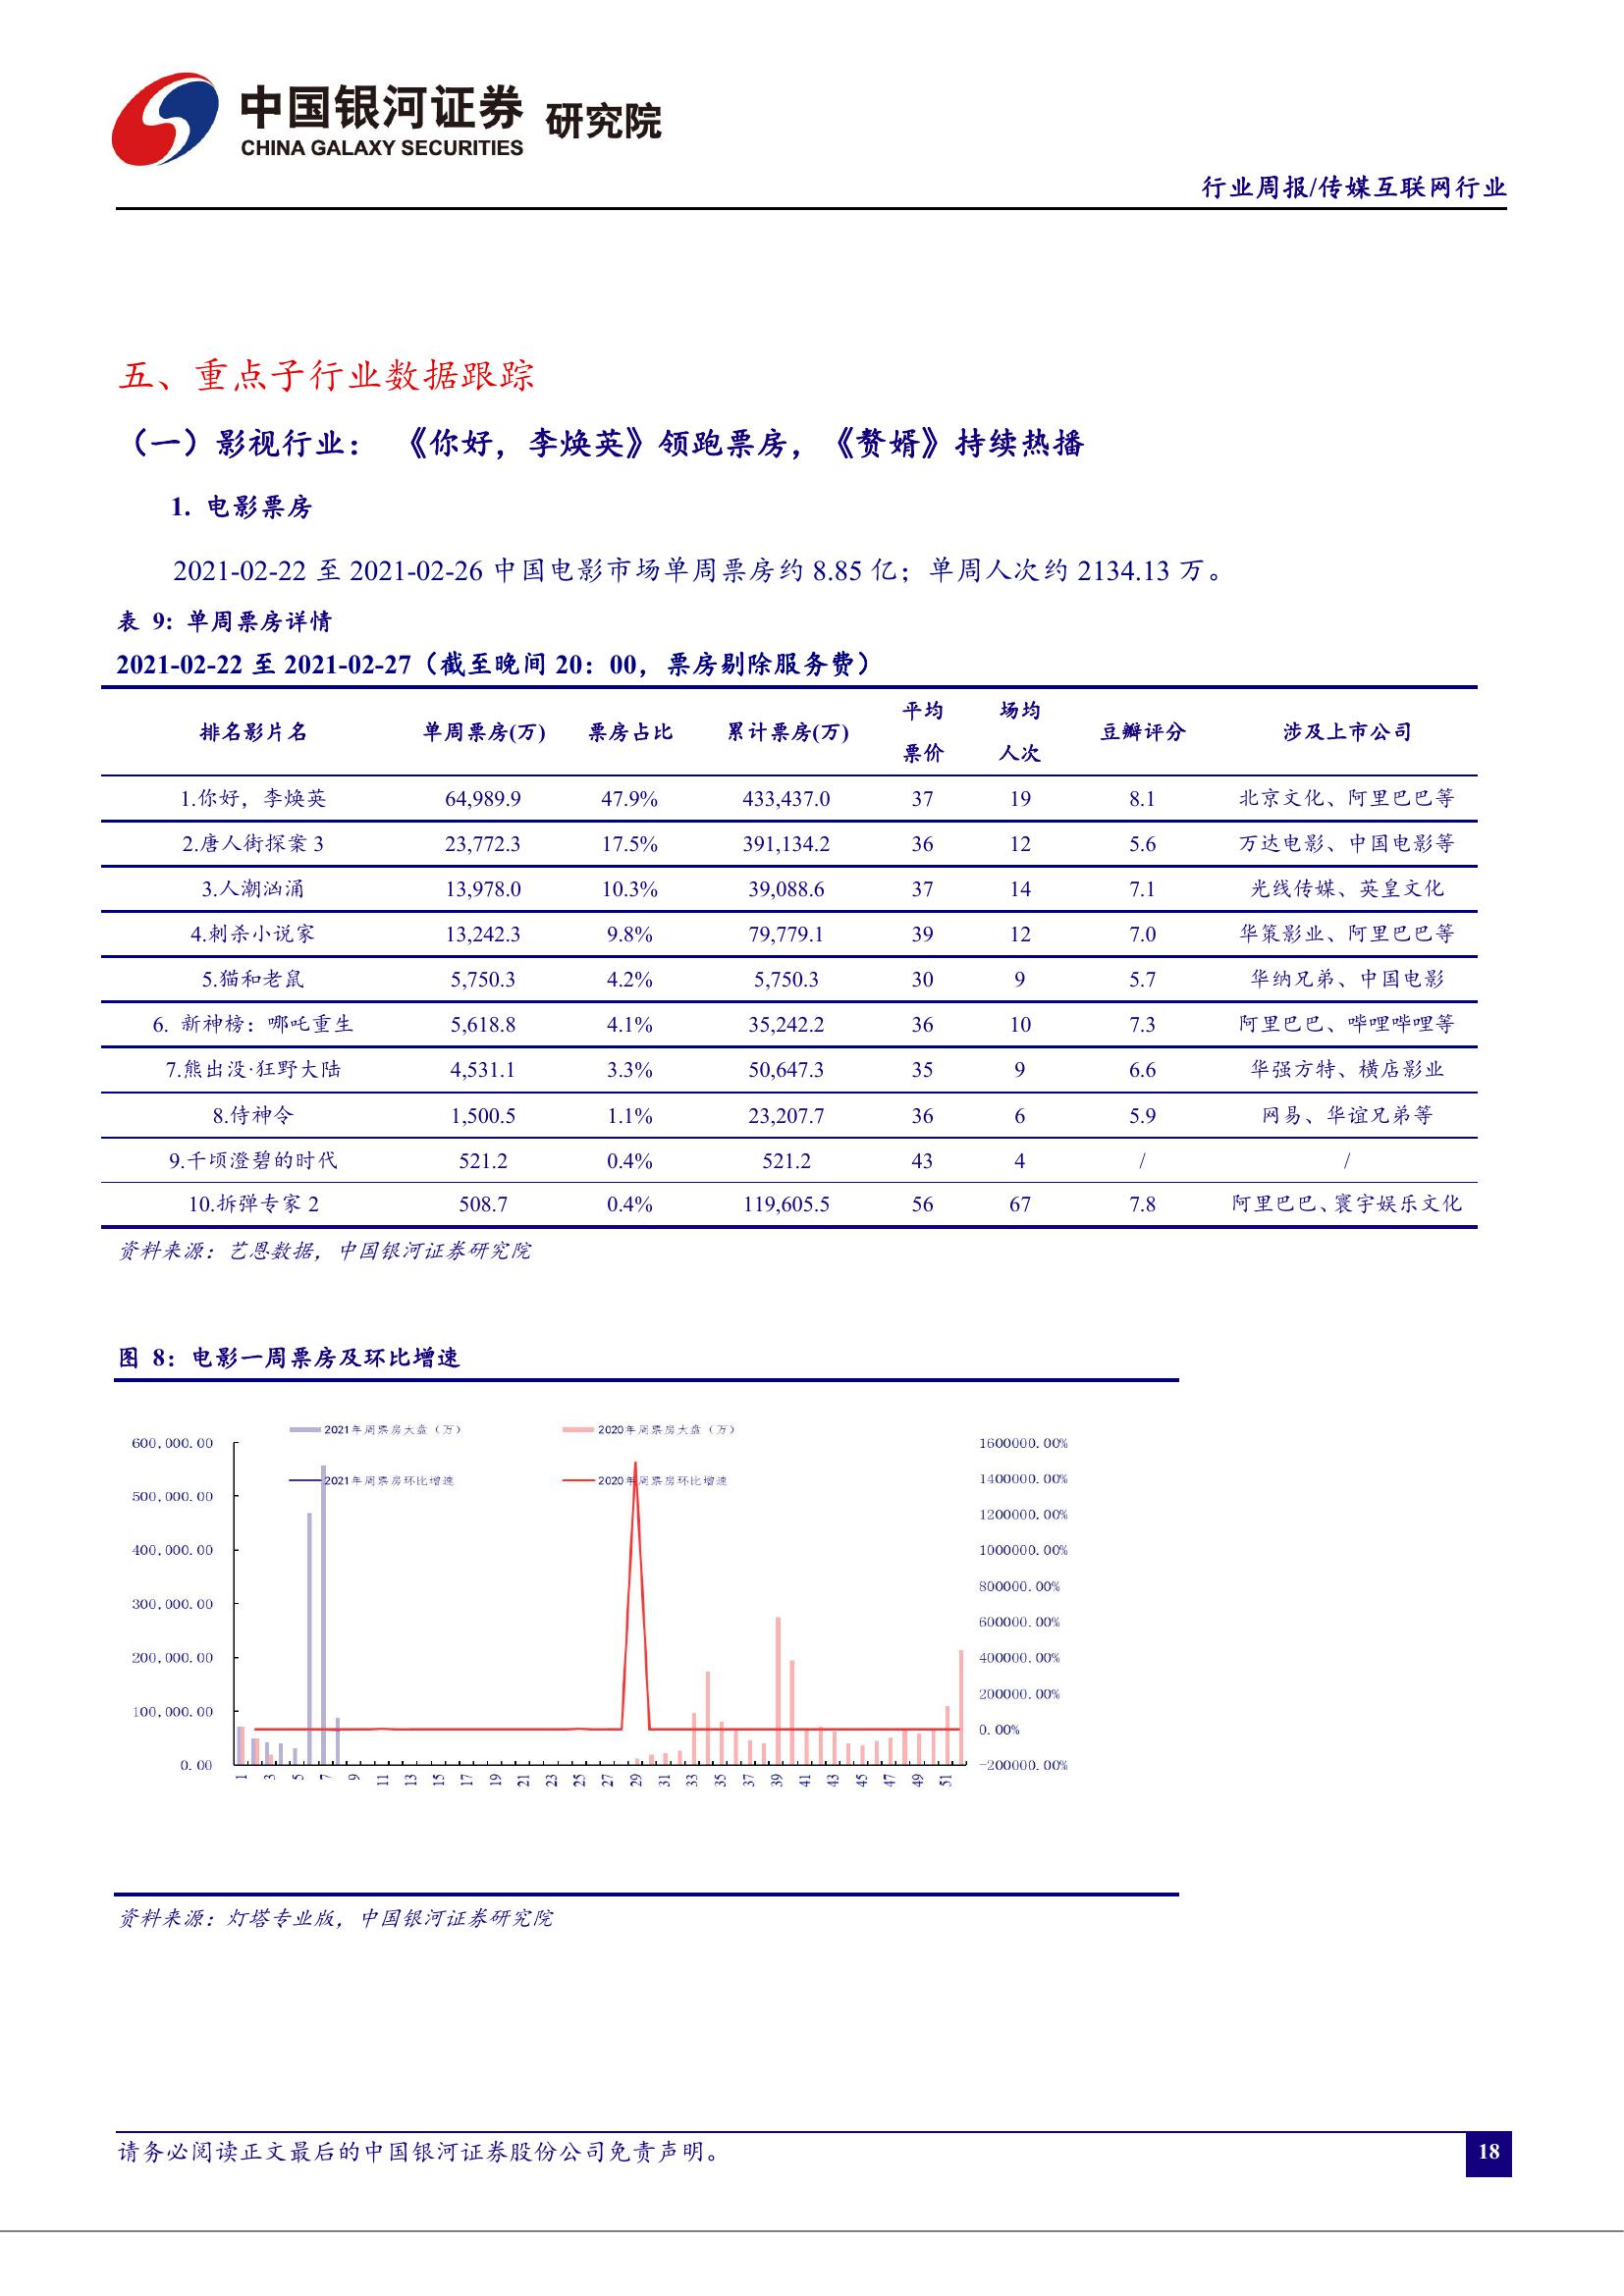 中国银河证券 研究院
CHINA GALAXY SECURITIES
行业周报/传媒互联网行业
五、重点子行业数据跟踪
（一）影视行业： 《你好，李焕英》领跑票房，《赘婿》持续热播
1. 电影票房
2021-02-22 至 2021-02-26 中国电影市场单周票房约 8.85 亿；单周人次约 2134.13 万。
表 9: 单周票房详情
2021-02-22 至 2021-02-27（截至晚间 20：00，票房剔除服务费）
排名影片名 单周票房(万) 票房占比 累计票房(万) 平均票价 场均人次 豆瓣评分 涉及上市公司
1.你好，李焕英 64,989.9 47.9% 433,437.0 37 19 8.1 北京文化、阿里巴巴等
2.唐人街探案 3 23,772.3 17.5% 391,134.2 36 12 5.6 万达电影、中国电影等
3.人潮汹涌 13,978.0 10.3% 39,088.6 37 14 7.1 光线传媒、英皇文化
4.刺杀小说家 13,242.3 9.8% 79,779.1 39 12 7.0 华策影业、阿里巴巴等
5.猫和老鼠 5,750.3 4.2% 5,750.3 30 9 5.7 华纳兄弟、中国电影
6. 新神榜：哪吒重生 5,618.8 4.1% 35,242.2 36 10 7.3 阿里巴巴、哔哩哔哩等
7.熊出没·狂野大陆 4,531.1 3.3% 50,647.3 35 9 6.6 华强方特、横店影业
8.侍神令 1,500.5 1.1% 23,207.7 36 6 5.9 网易、华谊兄弟等
9.千顷澄碧的时代 521.2 0.4% 521.2 43 4 / /
10.拆弹专家 2 508.7 0.4% 119,605.5 56 67 7.8 阿里巴巴、寰宇娱乐文化
资料来源：艺恩数据，中国银河证券研究院
图 8：电影一周票房及环比增速
2021年周票房大盘（万） 2020年周票房大盘（万）
2021年周票房环比增速 2020年周票房环比增速
600,000.00 1600000.00%
1400000.00%
500,000.00
1200000.00%
400,000.00 1000000.00%
800000.00%
300,000.00
600000.00%
200,000.00 400000.00%
200000.00%
100,000.00
0.00%
0.00 -200000.00%
1 3 5 7 9 11 13 15 17 19 21 23 25 27 29 31 33 35 37 39 41 43 45 47 49 51
资料来源：灯塔专业版，中国银河证券研究院
请务必阅读正文最后的中国银河证券股份公司免责声明。
18